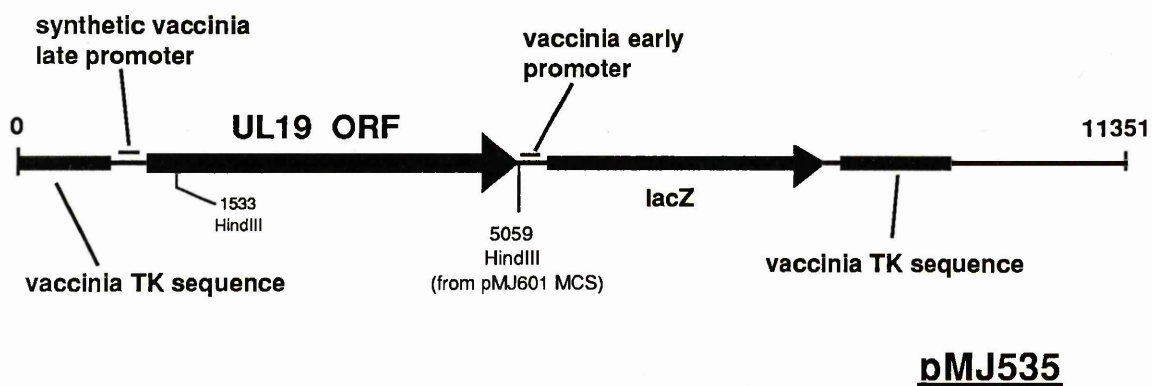 synthetic vaccinia
late promoter
vaccinia early
promoter
0
UL19 ORF
11351
lacZ
1533
HindIII
5059
HindIII
(from pMJ601 MCS)
vaccinia TK sequence
vaccinia TK sequence
pMJ535